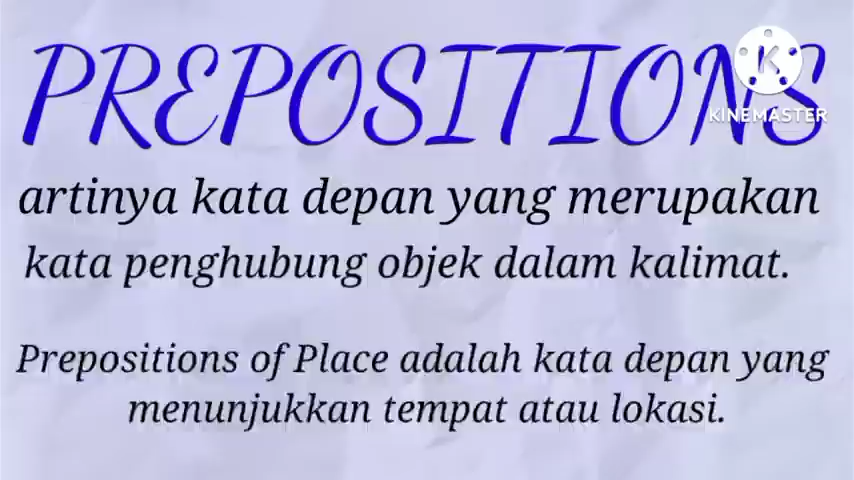 PREPOSITIONS
KINEMASTER
artinya kata depan yang merupakan
kata penghubung objek dalam kalimat.
Prepositions of Place adalah kata depan yang
menunjukkan tempat atau lokasi.